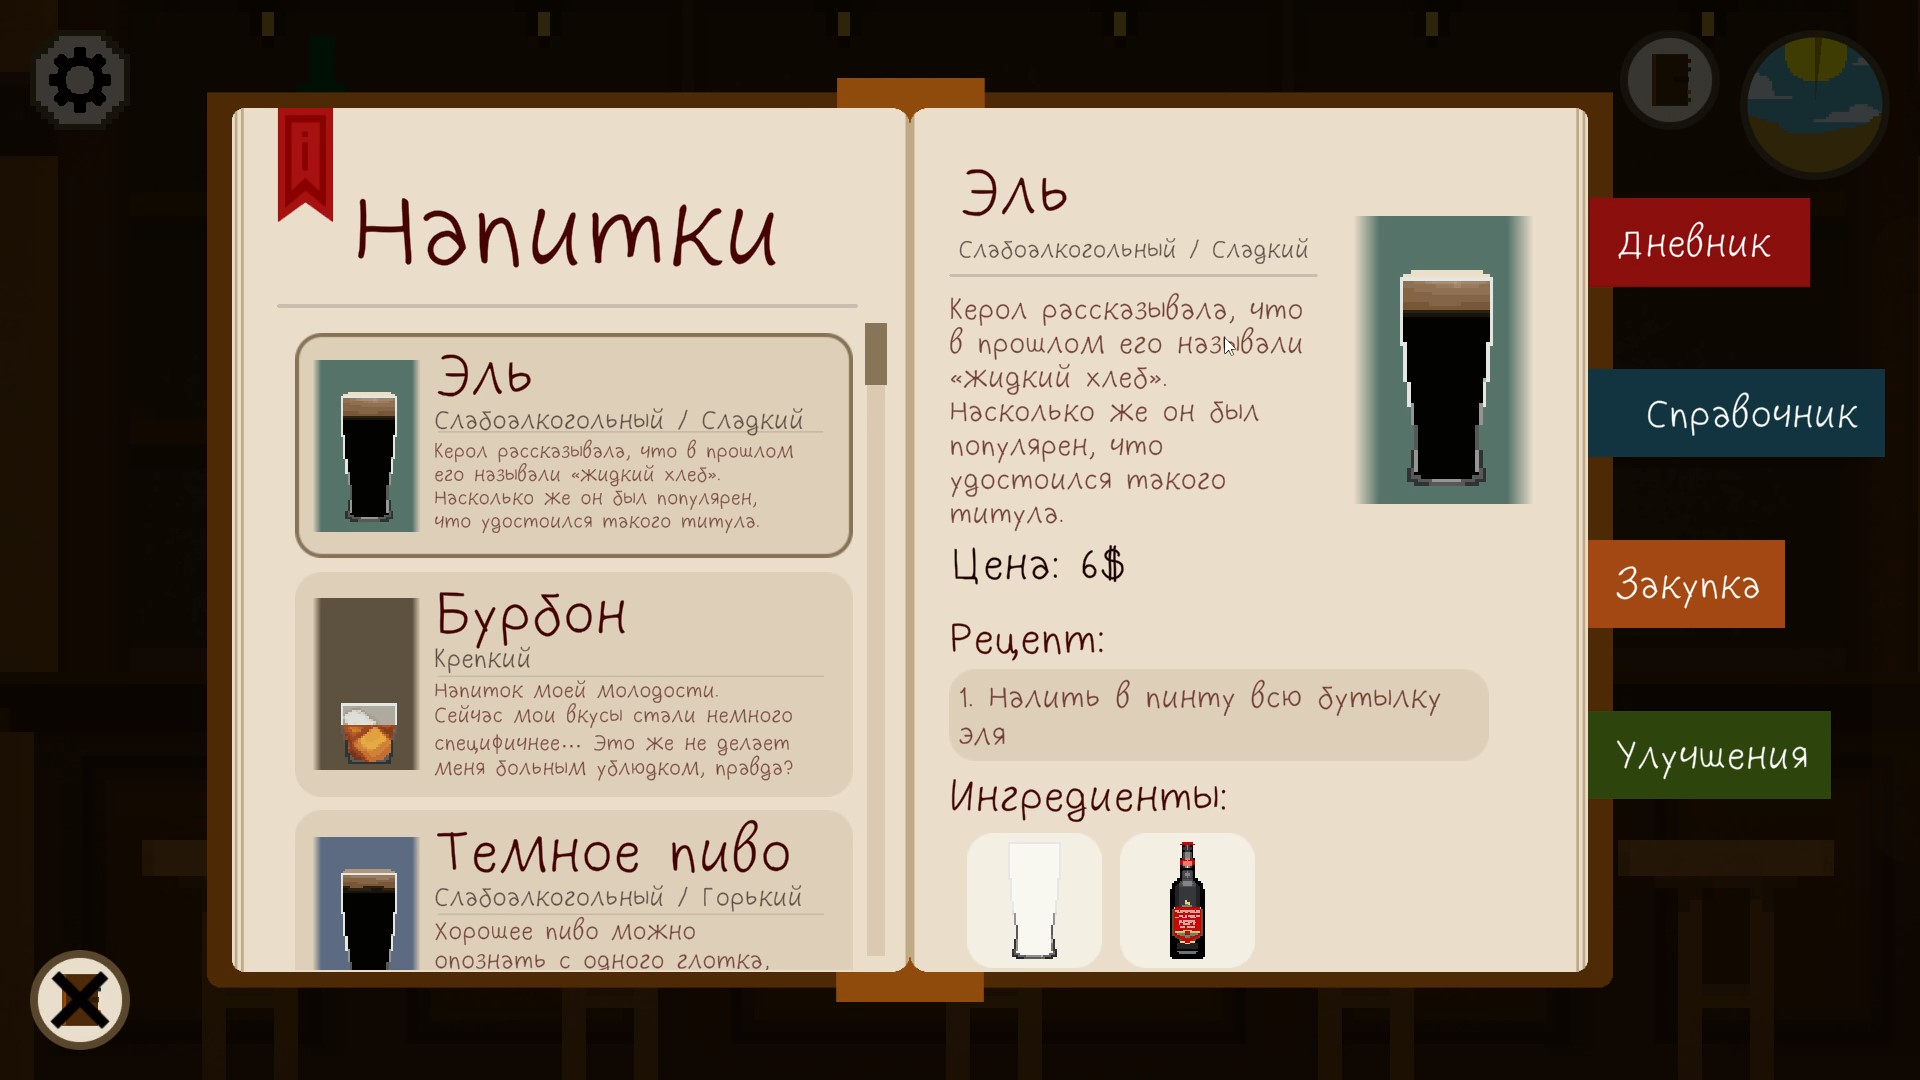 Напитки
Эль
Слабоалкогольный / Сладкий
Керол рассказывала, что в прошлом
его называли «жидкий хлеб».
Насколько же он был популярен,
что удостоился такого титула.
Бурбон
Крепкий
Напиток моей молодости.
Сейчас мои вкусы стали немного
специфичнее... Это же не делает
меня больным ублюдком, правда?
Темное пиво
Слабоалкогольный / Горький
Хорошее пиво можно
опознать с одного глотка,
Эль
Слабоалкогольный / Сладкий
Керол рассказывала, что
в прошлом его называли
«жидкий хлеб».
Насколько же он был
популярен, что
удостоился такого
титула.
Цена: 6$
Рецепт:
1. Налить в пинту всю бутылку
эля
Ингредиенты:
Дневник
Справочник
Закупка
Улучшения